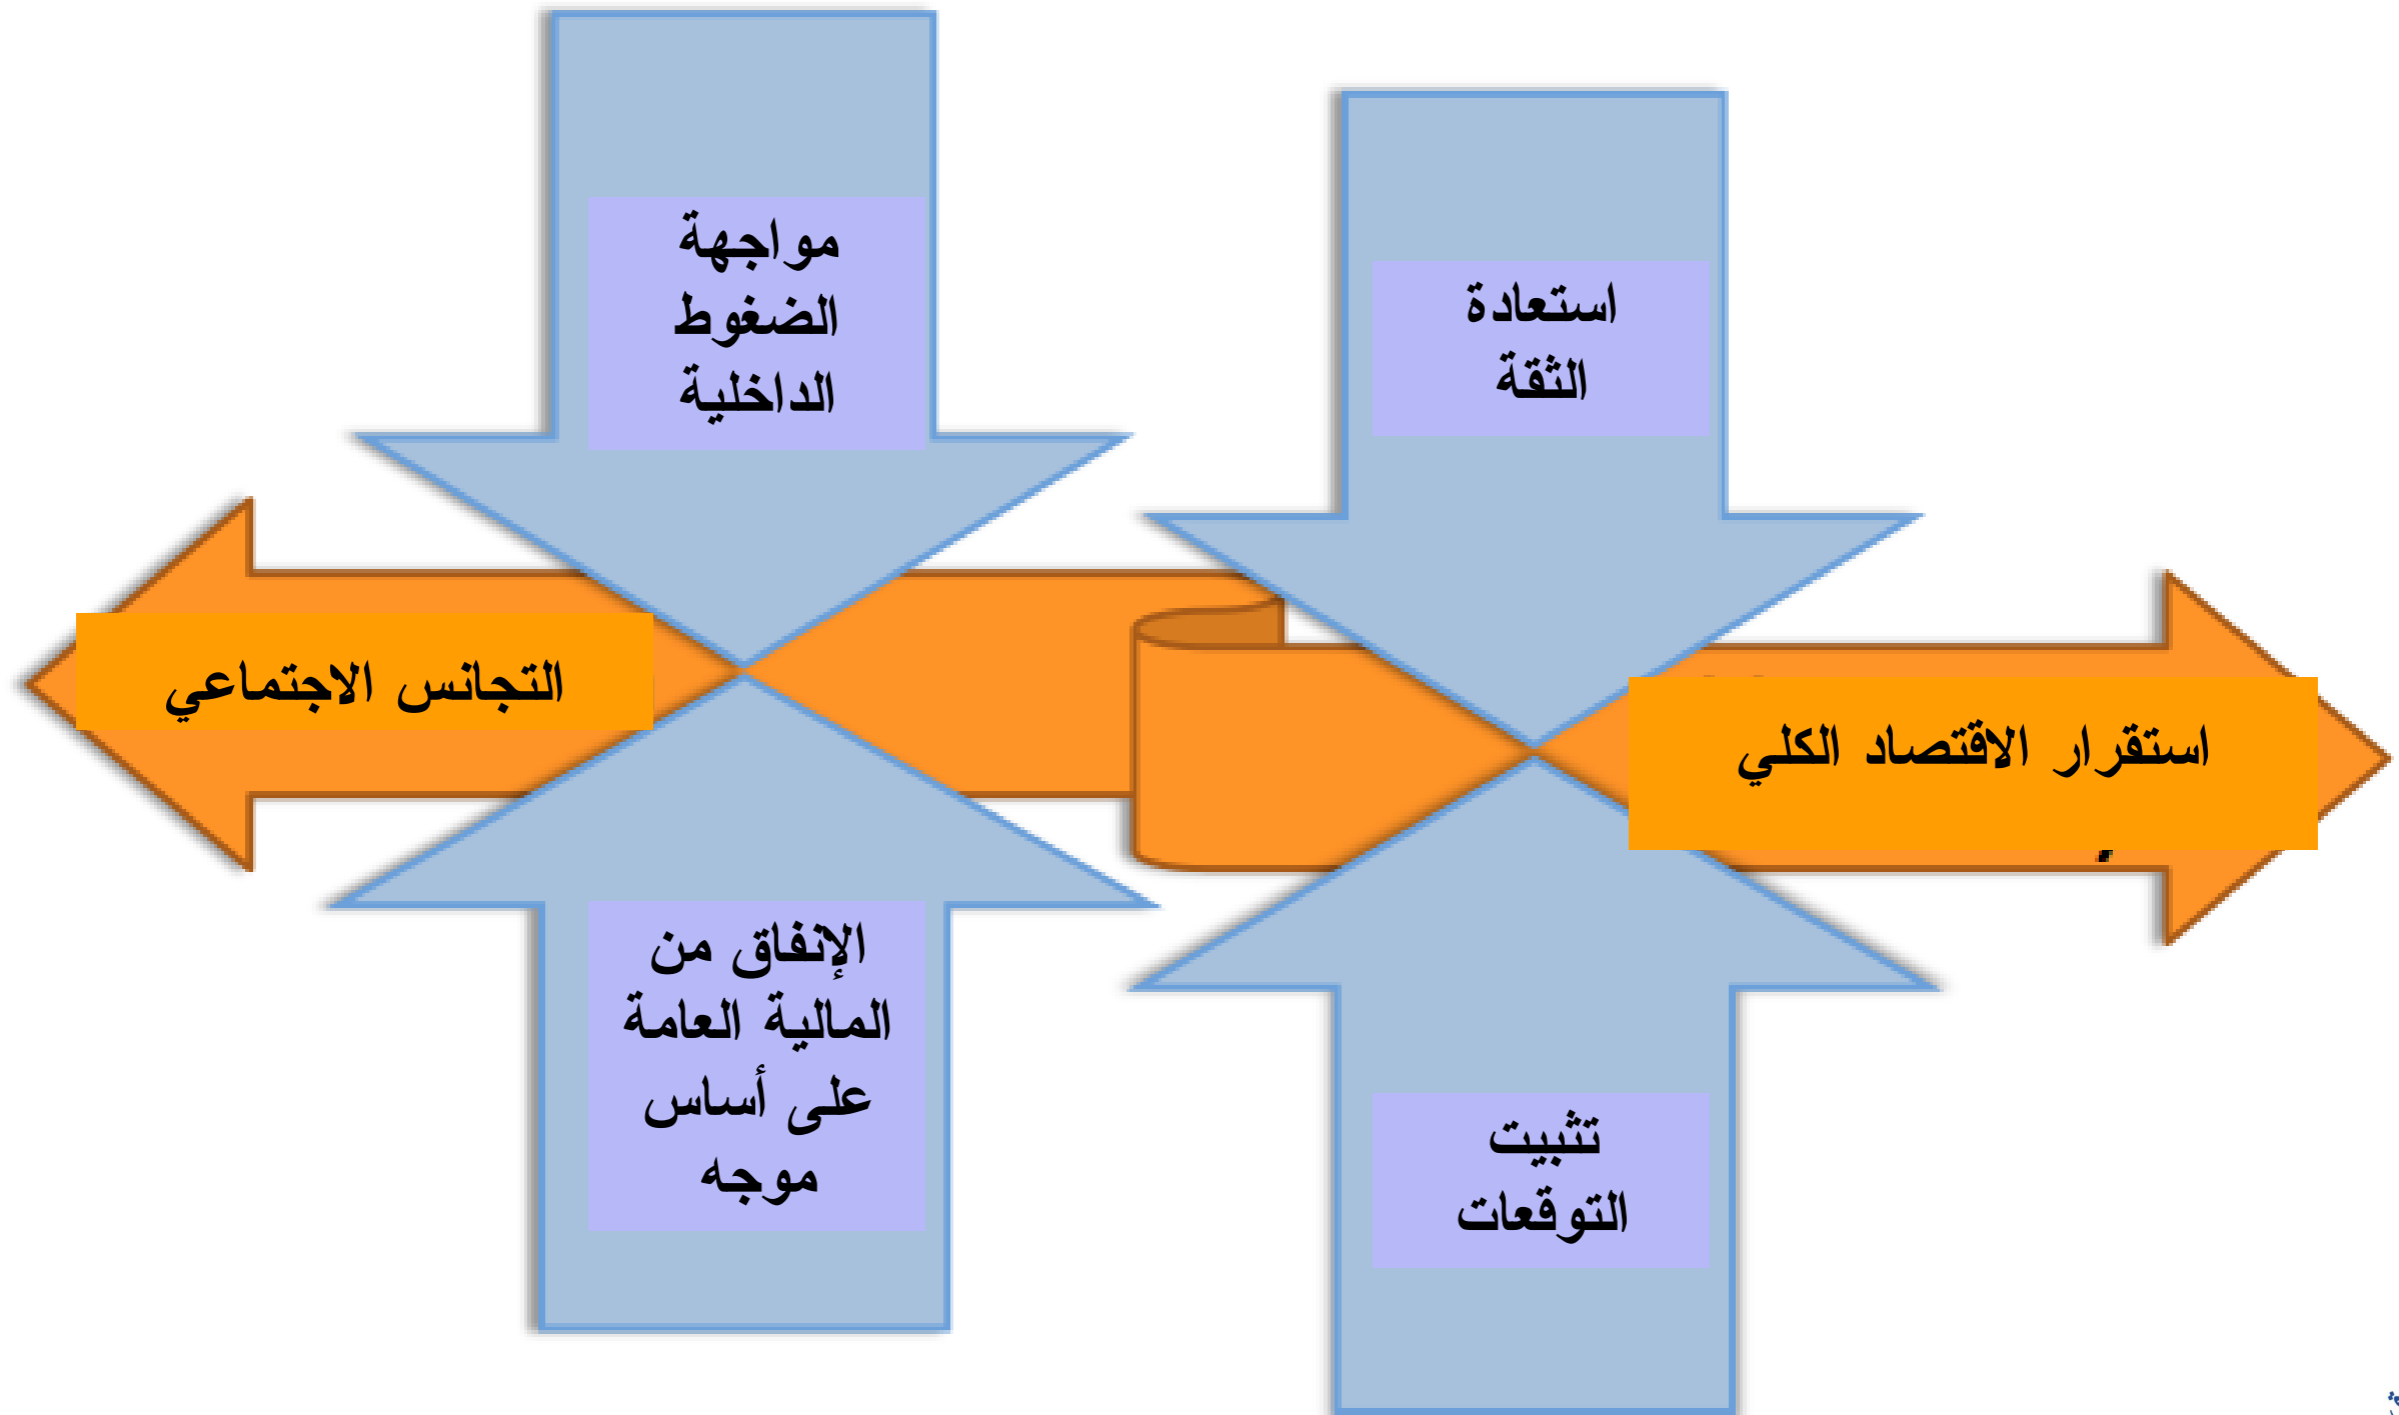 استعادة
الثقة
مواجهة
الضغوط
الداخلية
استقرار الاقتصاد الكلي
التجانس الاجتماعي
تثبيت
التوقعات
الإنفاق من
المالية العامة
على أساس
موجه